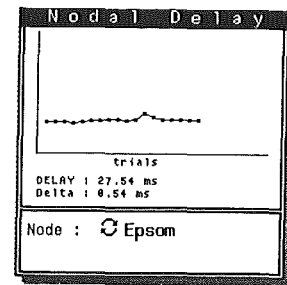 Nodal Delay
trials
DELAY : 27.54 ms
Delta : 0.54 ms
Node : Epsom